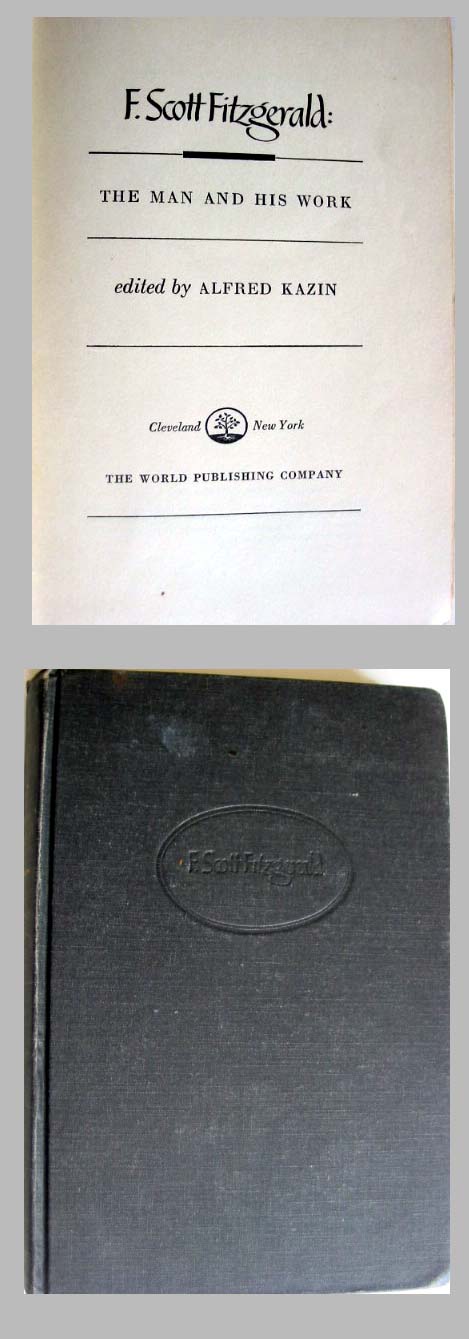 F. Scott Fitzgerald:
THE MAN AND HIS WORK
edited by ALFRED KAZIN
Cleveland New York
THE WORLD PUBLISHING COMPANY
F. Scott Fitzgerald